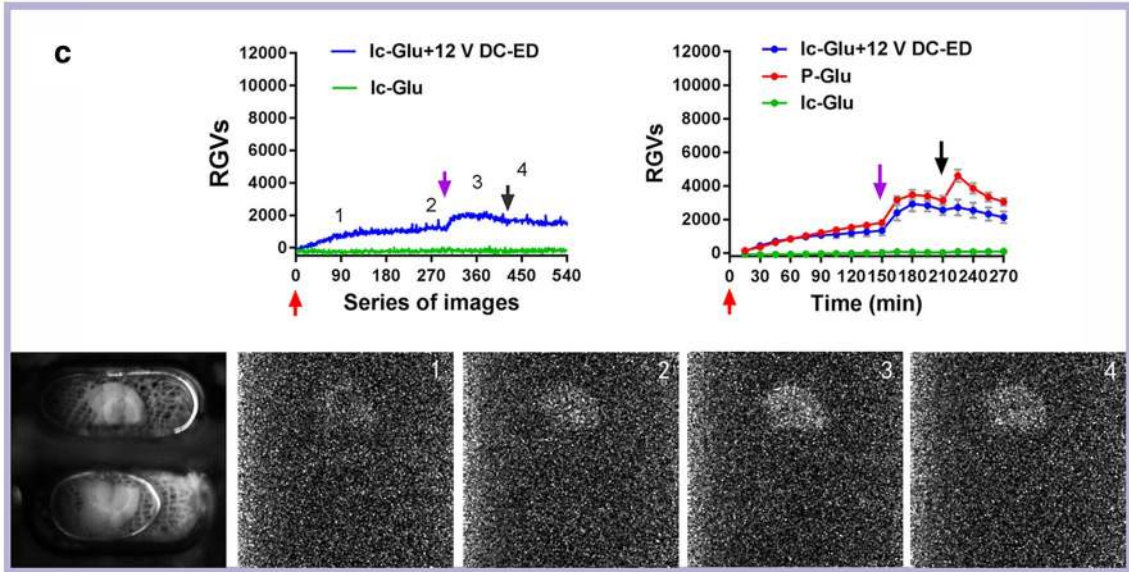 c
12000
10000
8000
6000
4000
2000
0
RGVs
Ic-Glu+12 V DC-ED
Ic-Glu
1
2
3
4
0 90 180 270 360 450 540
Series of images
12000
10000
8000
6000
4000
2000
0
RGVs
Ic-Glu+12 V DC-ED
P-Glu
Ic-Glu
0 30 60 90 120 150 180 210 240 270
Time (min)
1
2
3
4